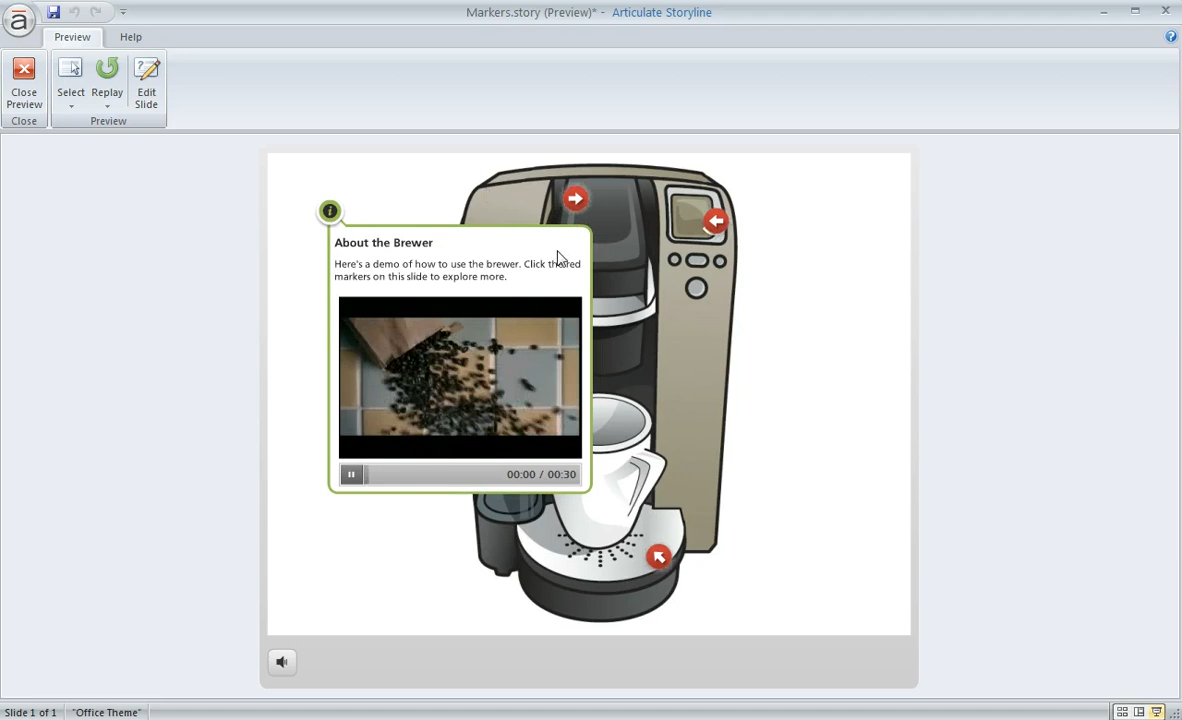 Markers.story (Preview)* - Articulate Storyline
Preview Help
Close Preview
Select
Replay
Edit Slide
Close
Preview
About the Brewer
Here's a demo of how to use the brewer. Click the red
markers on this slide to explore more.
00:00 / 00:30
Slide 1 of 1 "Office Theme"